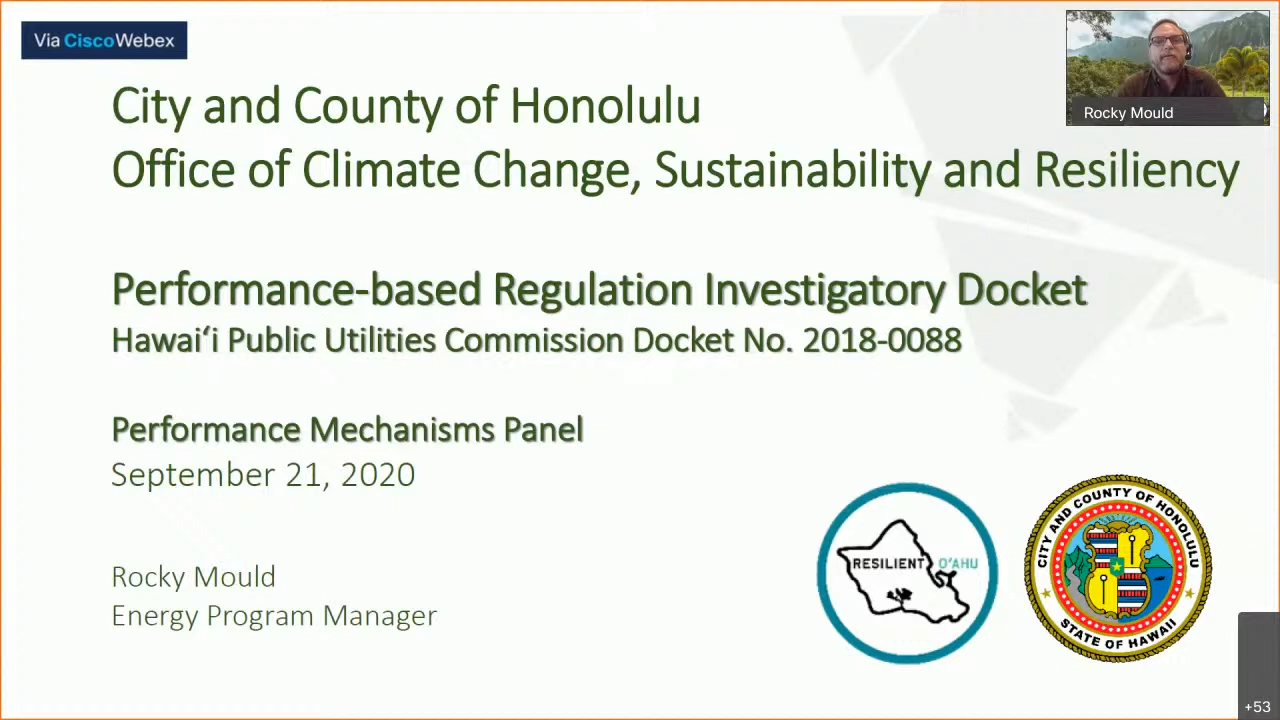 Via CiscoWebex
Rocky Mould
City and County of Honolulu
Office of Climate Change, Sustainability and Resiliency
Performance-based Regulation Investigatory Docket
Hawaiʻi Public Utilities Commission Docket No. 2018-0088
Performance Mechanisms Panel
September 21, 2020
Rocky Mould
Energy Program Manager
RESILIENT O'AHU
CITY AND COUNTY OF HONOLULU
STATE OF HAWAII
+53